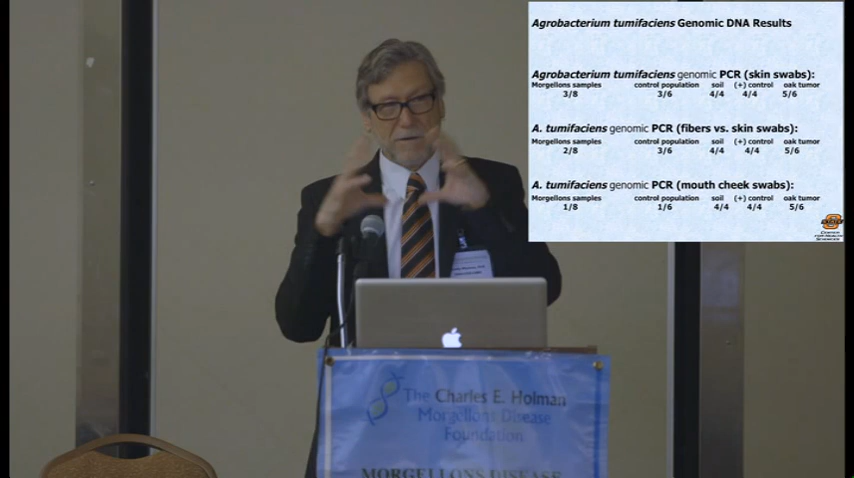 Agrobacterium tumifaciens Genomic DNA Results
Agrobacterium tumifaciens genomic PCR (skin swabs):
Morgellons samples control population soil (+) control oak tumor
3/8 3/6 4/4 4/4 5/6
A. tumifaciens genomic PCR (fibers vs. skin swabs):
Morgellons samples control population soil (+) control oak tumor
2/8 3/6 4/4 4/4 5/6
A. tumifaciens genomic PCR (mouth cheek swabs):
Morgellons samples control population soil (+) control oak tumor
1/8 1/6 4/4 4/4 5/6
CENTER
FOR HEALTH
SCIENCES
The Charles E. Holman
Morgellons Disease
Foundation
MORGELLONS DISEASE